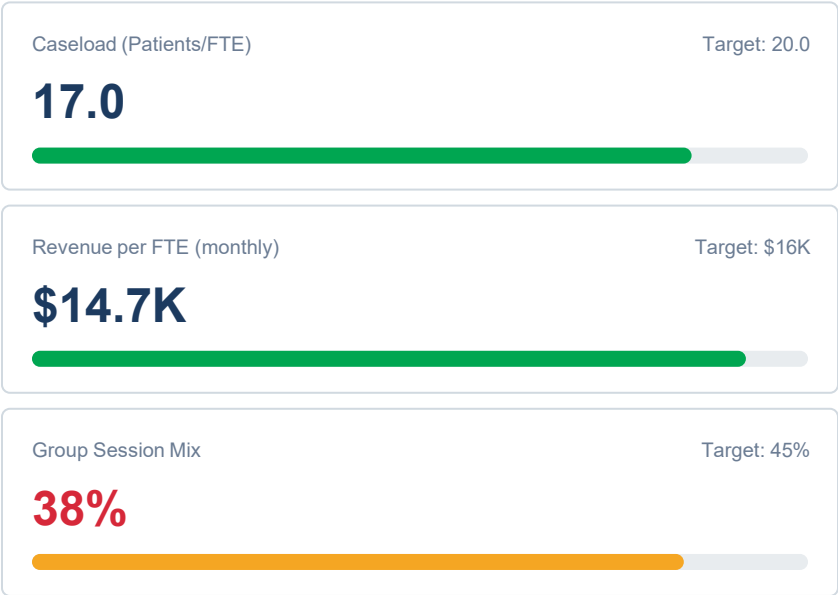 Caseload (Patients/FTE) Target: 20.0
17.0
Revenue per FTE (monthly) Target: $16K
$14.7K
Group Session Mix Target: 45%
38%